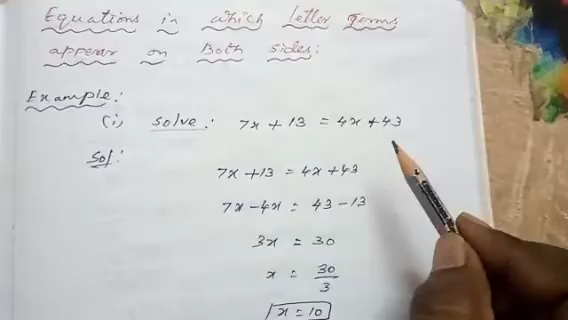 Equations in which letter terms
appear on Both sides:
Example:
(i) Solve: 7x + 13 = 4x + 43
Sol:
7x + 13 = 4x + 43
7x - 4x = 43 - 13
3x = 30
x = 30/3
x = 10